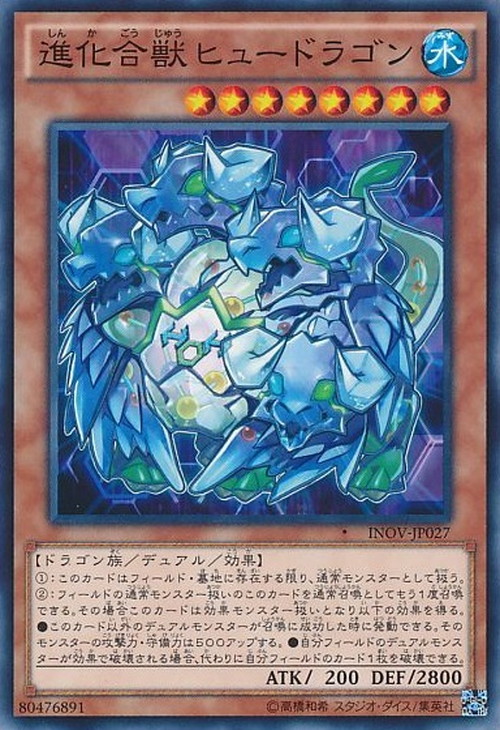 進化合獣ヒュードラゴン
水
INOV-JP027
【ドラゴン族／デュアル／効果】
①：このカードはフィールド・墓地に存在する限り、通常モンスターとして扱う。
②：フィールドの通常モンスター扱いのこのカードを通常召喚としてもう１度召喚
できる。その場合このカードは効果モンスター扱いとなり以下の効果を得る。
●このカード以外のデュアルモンスターが召喚に成功した時に発動できる。その
モンスターの攻撃力・守備力は５００アップする。●自分フィールドのデュアルモンス
ターが効果で破壊される場合、代わりに自分フィールドのカード１枚を破壊できる。
ATK/ 200 DEF/2800
80476891 ©高橋和希 スタジオ・ダイス/集英社